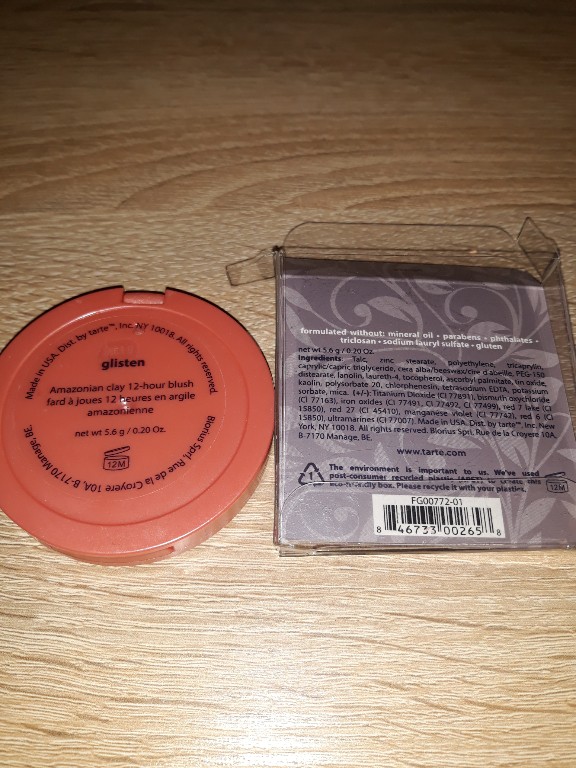 Made in USA. Dist. by tarte™, Inc. NY 10018. All rights reserved.
glisten
Amazonian clay 12-hour blush
fard à joues 12 heures en argile
amazonienne
net wt 5.6 g / 0.20 Oz.
12M
Biorius Sprl, Rue de la Croyere 10A, B-7170 Manage, BE.
formulated without: mineral oil • parabens • phthalates •
triclosan • sodium lauryl sulfate • gluten
net wt 5.6 g / 0.20 Oz.
Ingredients: Talc, zinc stearate, polyethylene, tricaprylin,
caprylic/capric triglyceride, cera alba/beeswax/cire d abeille, PEG-150
distearate, lanolin, laureth-4, tocopherol, ascorbyl palmitate, tin oxide,
kaolin, polysorbate 20, chlorphenesin, tetrasodium EDTA, potassium
sorbate, mica. (+/-): Titanium Dioxide (CI 77891), bismuth oxychloride
(CI 77163), iron oxides (CI 77491, CI 77492, CI 77499), red 7 lake (CI
15850), red 27 (CI 45410), manganèse violet (CI 77742), red 6 (CI
15850), ultramarines (CI 77007). Made in USA. Dist. by tarte™, Inc. New
York, NY 10018. All rights reserved. Biorius Sprl, Rue de la Croyere 10A,
B-7170 Manage, BE.
www.tarte.com
The environment is important to us. We've used
post-consumer recycled plastic
eco-friendly box. Please recycle it with your plastics.
12M
FG00772-01
8 46733 00265 8